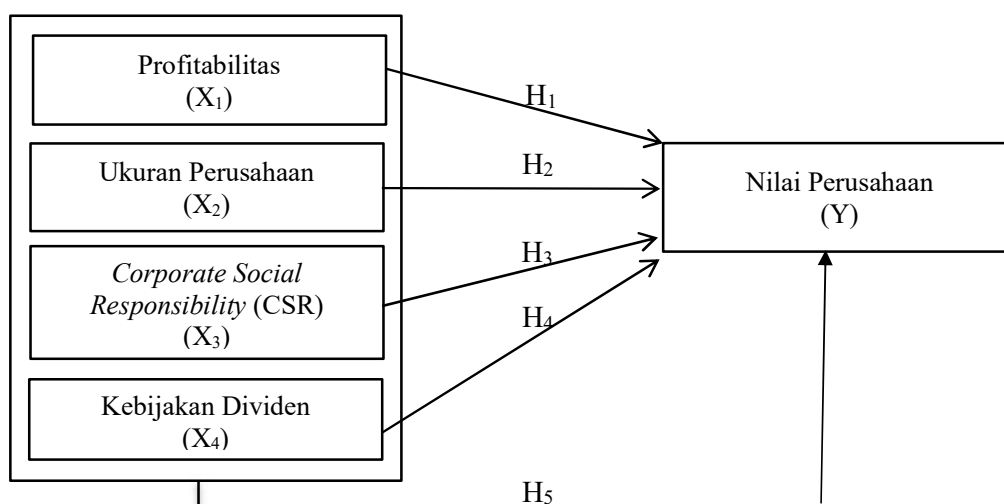 Profitabilitas
(X₁)
H₁
Ukuran Perusahaan
(X₂)
H₂
Nilai Perusahaan
(Y)
Corporate Social
Responsibility (CSR)
(X₃)
H₃
H₄
Kebijakan Dividen
(X₄)
H₅